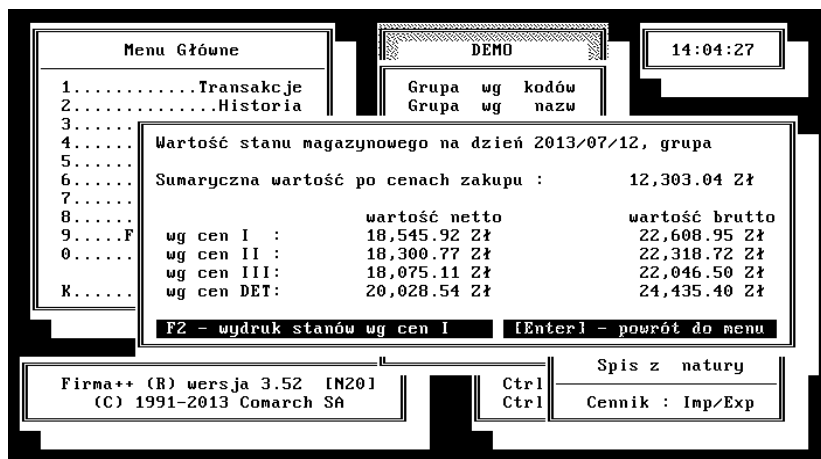 Menu Główne
1............Transakcje
2..............Historia
3......
4......
5......
6......
7......
8......
9.....F
0......
K......
DEMO
Grupa wg kodów
Grupa wg nazw
14:04:27
Wartość stanu magazynowego na dzień 2013/07/12, grupa
Sumaryczna wartość po cenach zakupu : 12,303.04 Zł
wartość netto wartość brutto
wg cen I : 18,545.92 Zł 22,608.95 Zł
wg cen II : 18,300.77 Zł 22,318.72 Zł
wg cen III: 18,075.11 Zł 22,046.50 Zł
wg cen DET: 20,028.54 Zł 24,435.40 Zł
F2 - wydruk stanów wg cen I [Enter] - powrót do menu
Firma++ (R) wersja 3.52 [N20]
(C) 1991-2013 Comarch SA
Ctrl
Ctrl
Spis z natury
Cennik : Imp/Exp